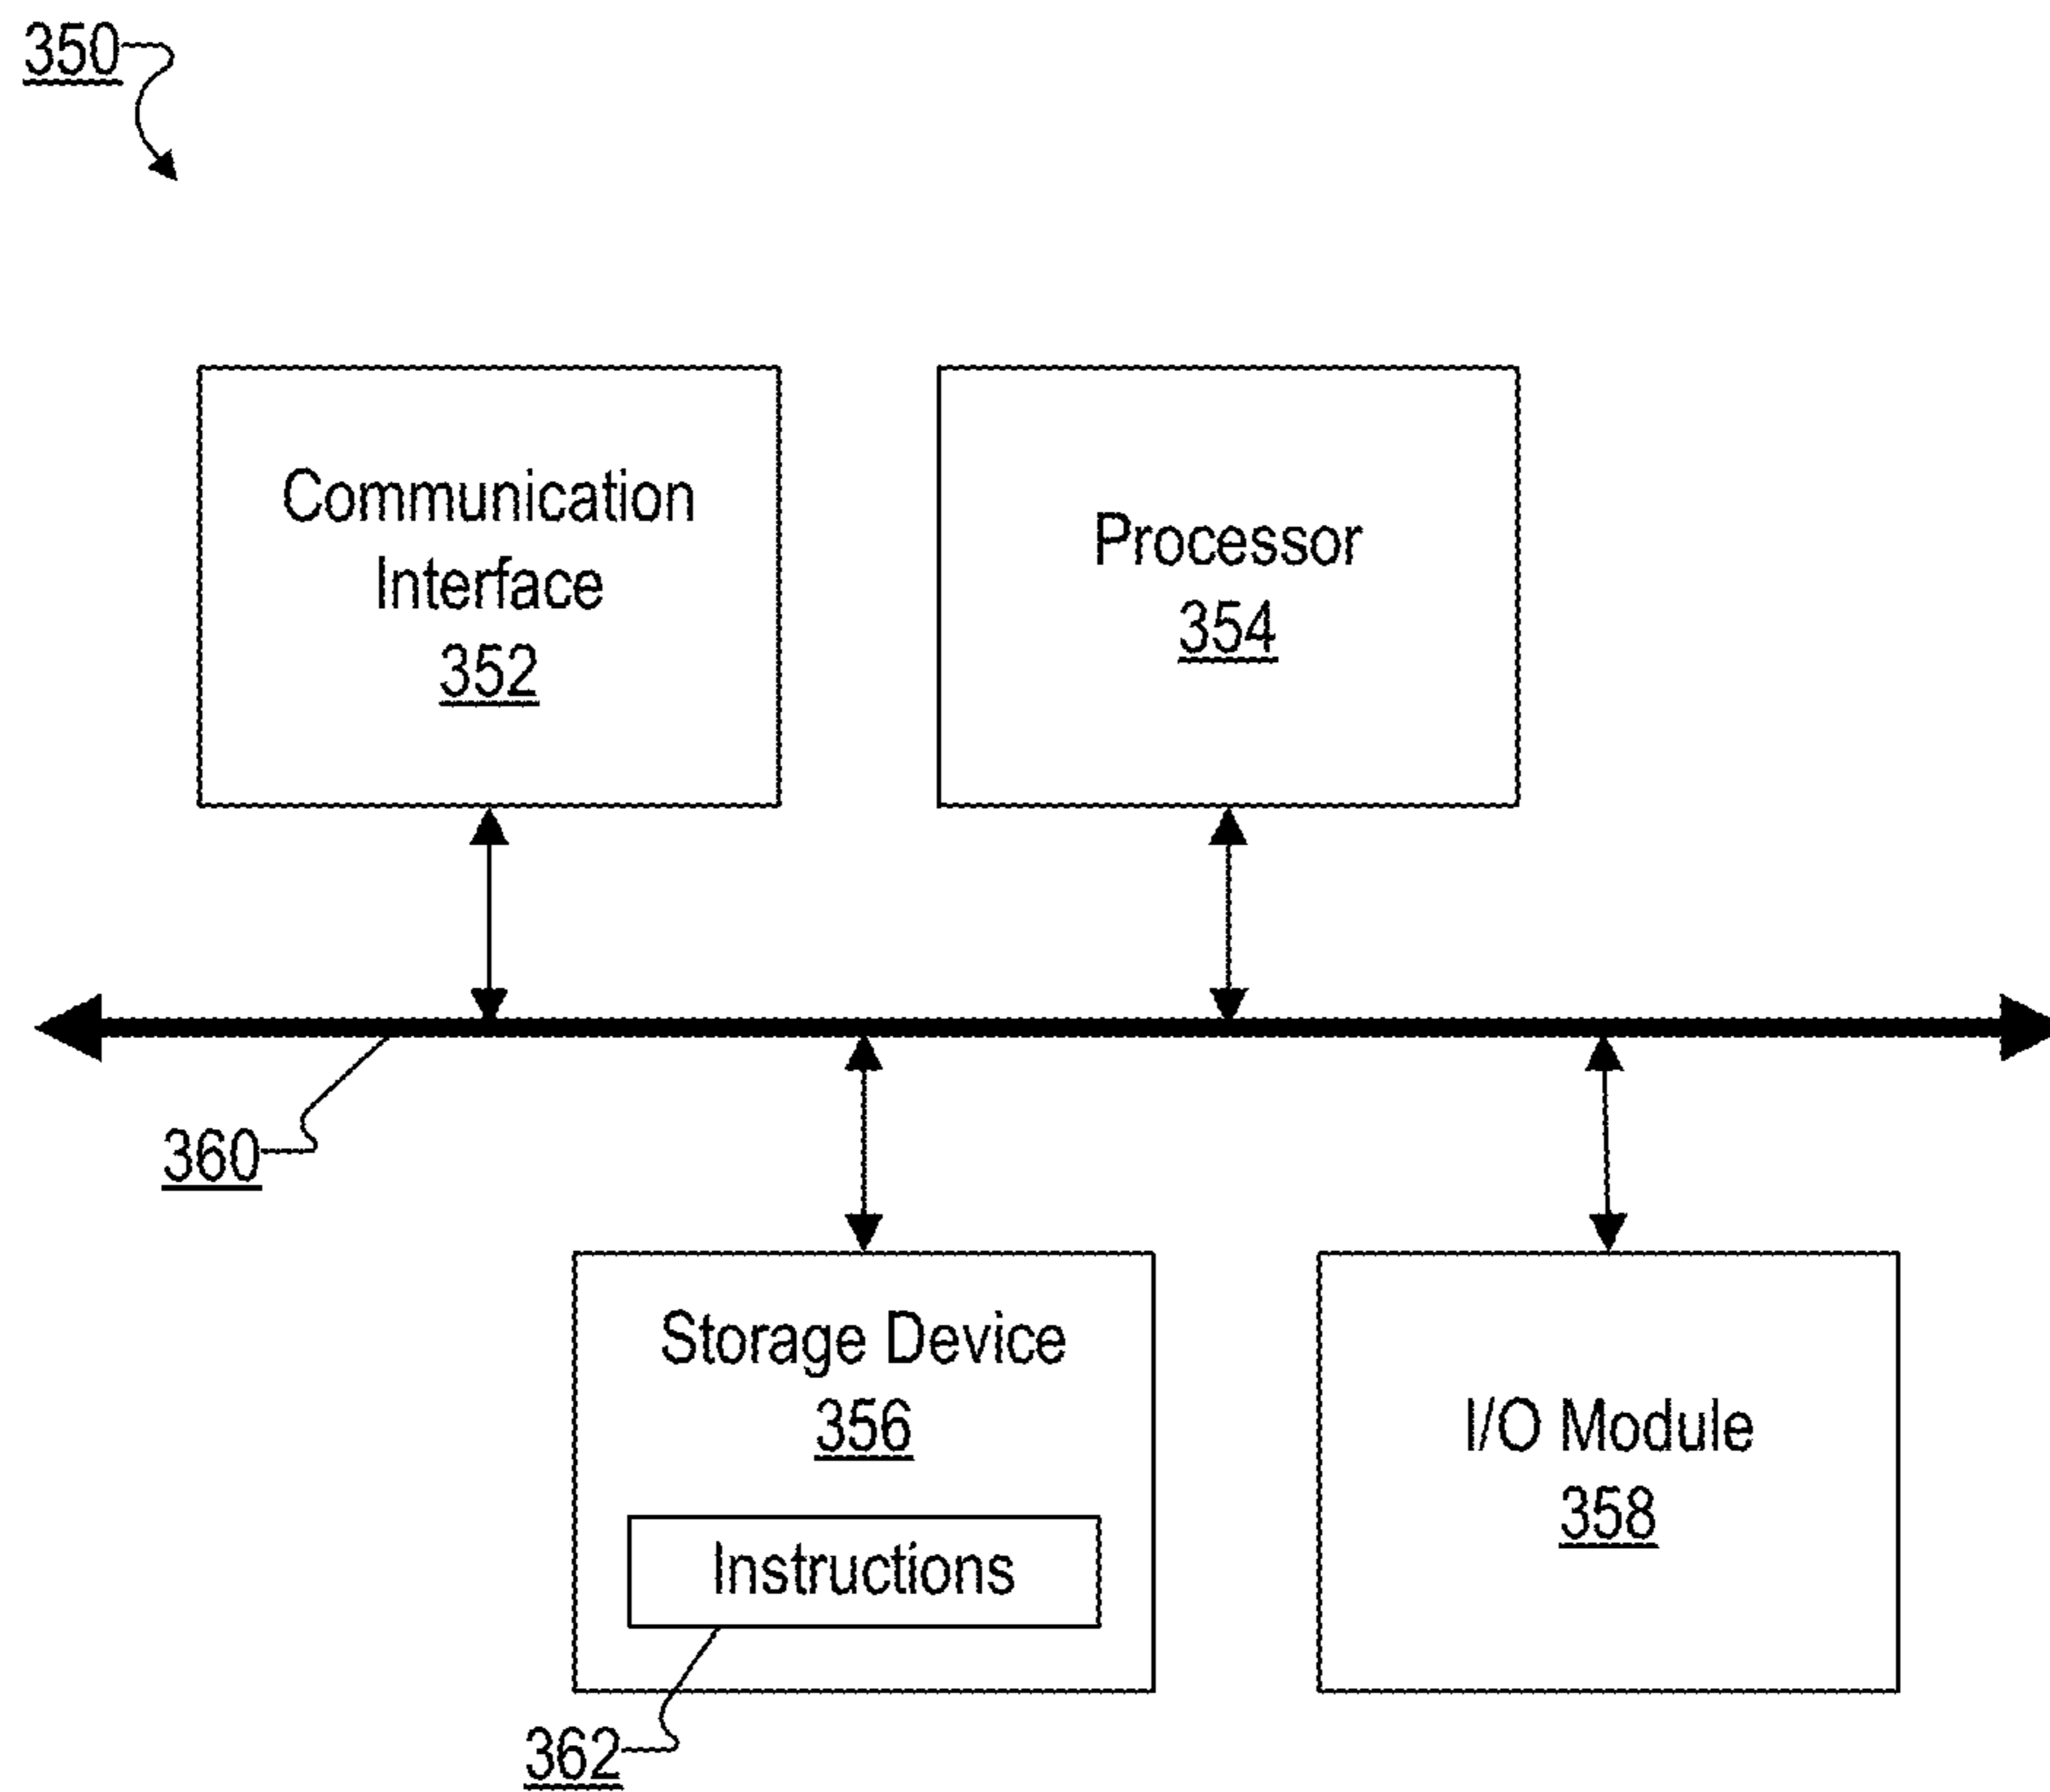 350
Communication
Interface
352
Processor
354
360
Storage Device
356
Instructions
362
I/O Module
358